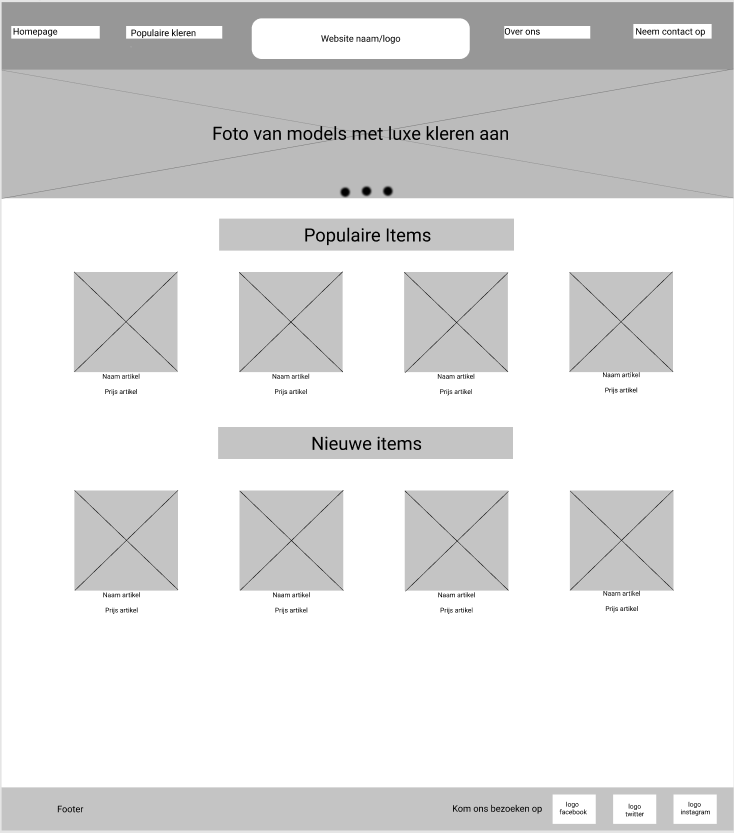 Homepage
Populaire kleren
Website naam/logo
Over ons
Neem contact op
Foto van models met luxe kleren aan
Populaire Items
Naam artikel
Naam artikel
Naam artikel
Naam artikel
Prijs artikel
Prijs artikel
Prijs artikel
Prijs artikel
Nieuwe items
Naam artikel
Naam artikel
Naam artikel
Naam artikel
Prijs artikel
Prijs artikel
Prijs artikel
Prijs artikel
Footer
Kom ons bezoeken op
logo
facebook
logo
twitter
logo
instagram